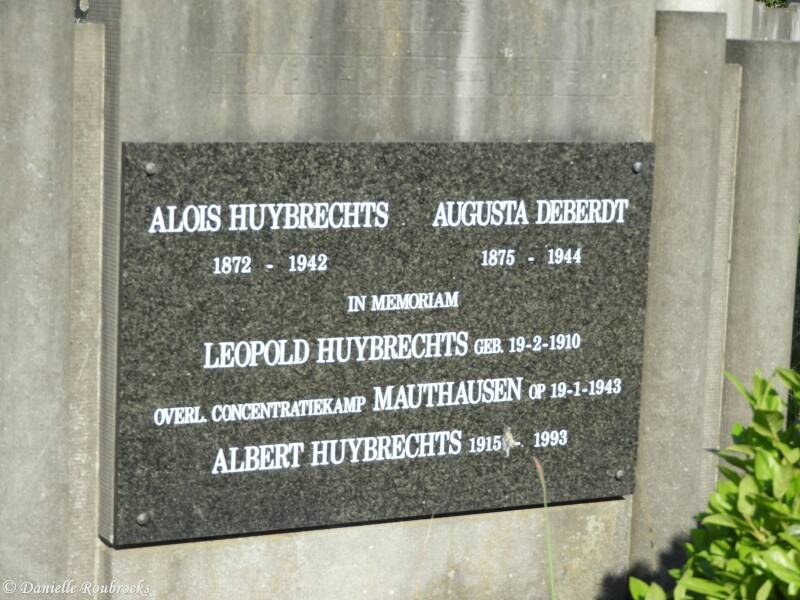 ALOIS HUYBRECHTS AUGUSTA DEBERDT
1872 - 1942 1875 - 1944
IN MEMORIAM
LEOPOLD HUYBRECHTS GEB. 19-2-1910
OVERL. CONCENTRATIEKAMP MAUTHAUSEN OP 19-1-1943
ALBERT HUYBRECHTS 1915 - 1993
© Danielle Roubroeks